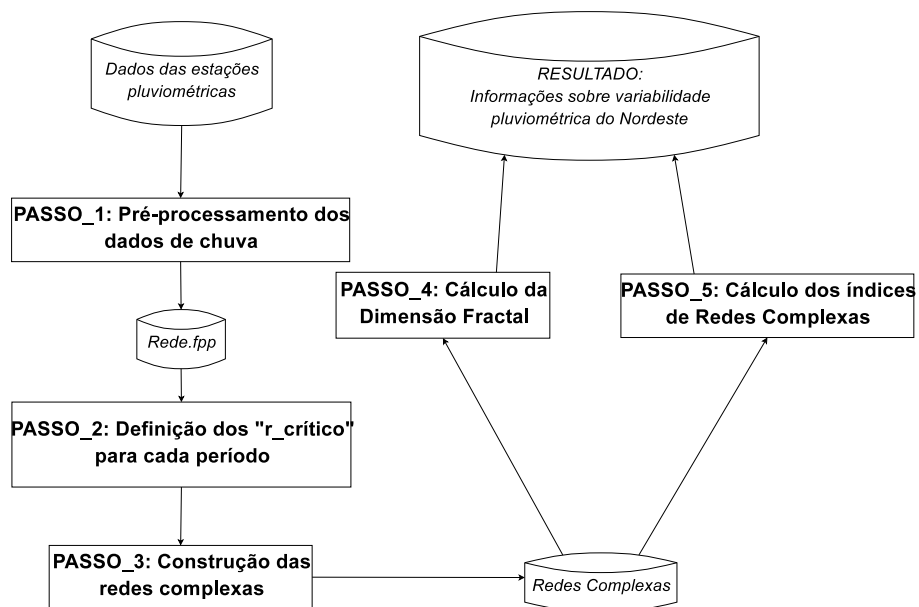 Dados das estações
pluviométricas
RESULTADO:
Informações sobre variabilidade
pluviométrica do Nordeste
PASSO_1: Pré-processamento dos
dados de chuva
PASSO_4: Cálculo da
Dimensão Fractal
PASSO_5: Cálculo dos índices
de Redes Complexas
Rede.fpp
PASSO_2: Definição dos "r_crítico"
para cada período
PASSO_3: Construção das
redes complexas
Redes Complexas